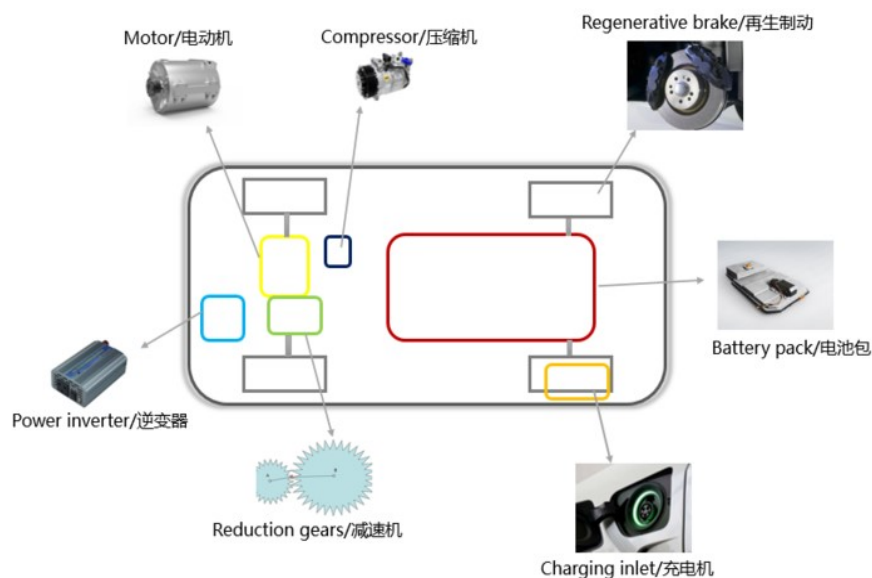 Regenerative brake/再生制动
Motor/电动机
Compressor/压缩机
Battery pack/电池包
Power inverter/逆变器
Reduction gears/减速机
Charging inlet/充电机